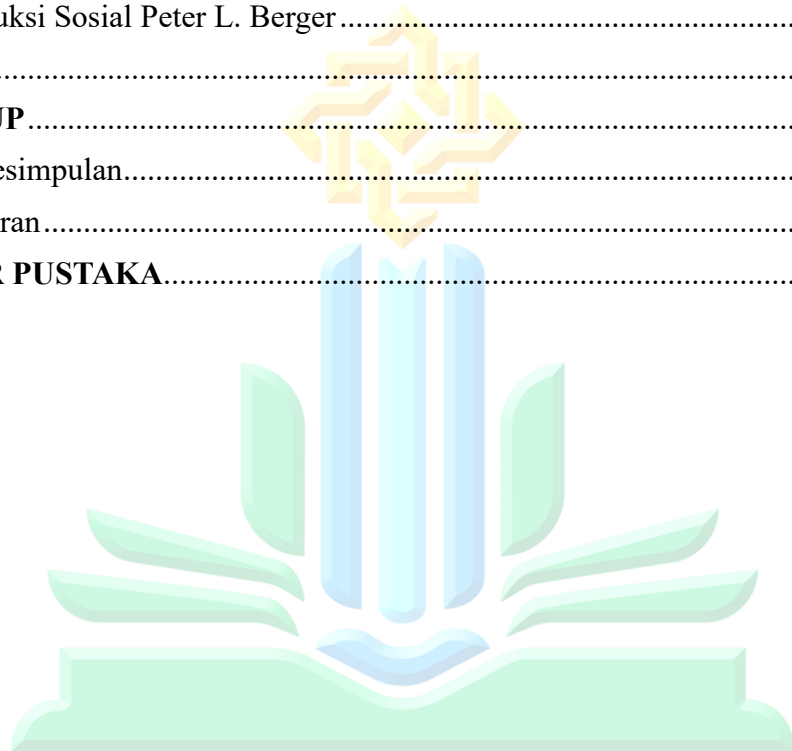 uksi Sosial Peter L. Berger........................................................
........................................................................................................
UP................................................................................................
esimpulan....................................................................................
ran..............................................................................................
R PUSTAKA..............................................................................